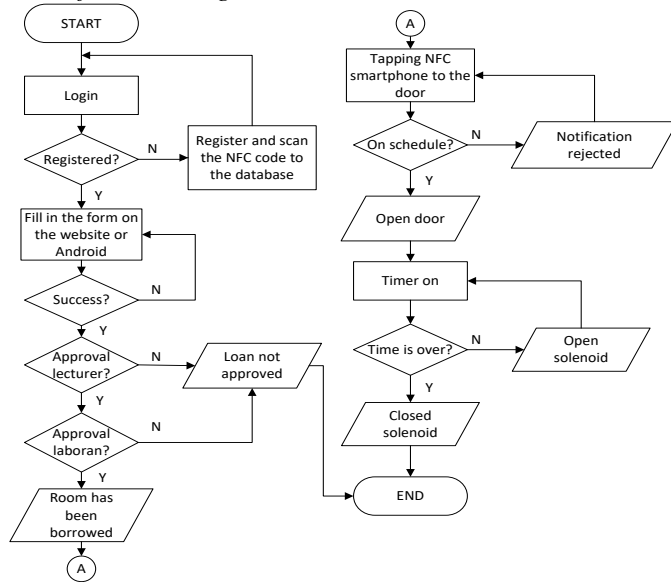 START
Login
Registered?
N
Register and scan
the NFC code to
the database
Y
Fill in the form on
the website or
Android
Success?
N
Y
Approval
lecturer?
N
Loan not
approved
Y
Approval
laboran?
N
Y
Room has
been
borrowed
A
A
Tapping NFC
smartphone to the
door
On schedule?
N
Notification
rejected
Y
Open door
Timer on
Time is over?
N
Open
solenoid
Y
Closed
solenoid
END